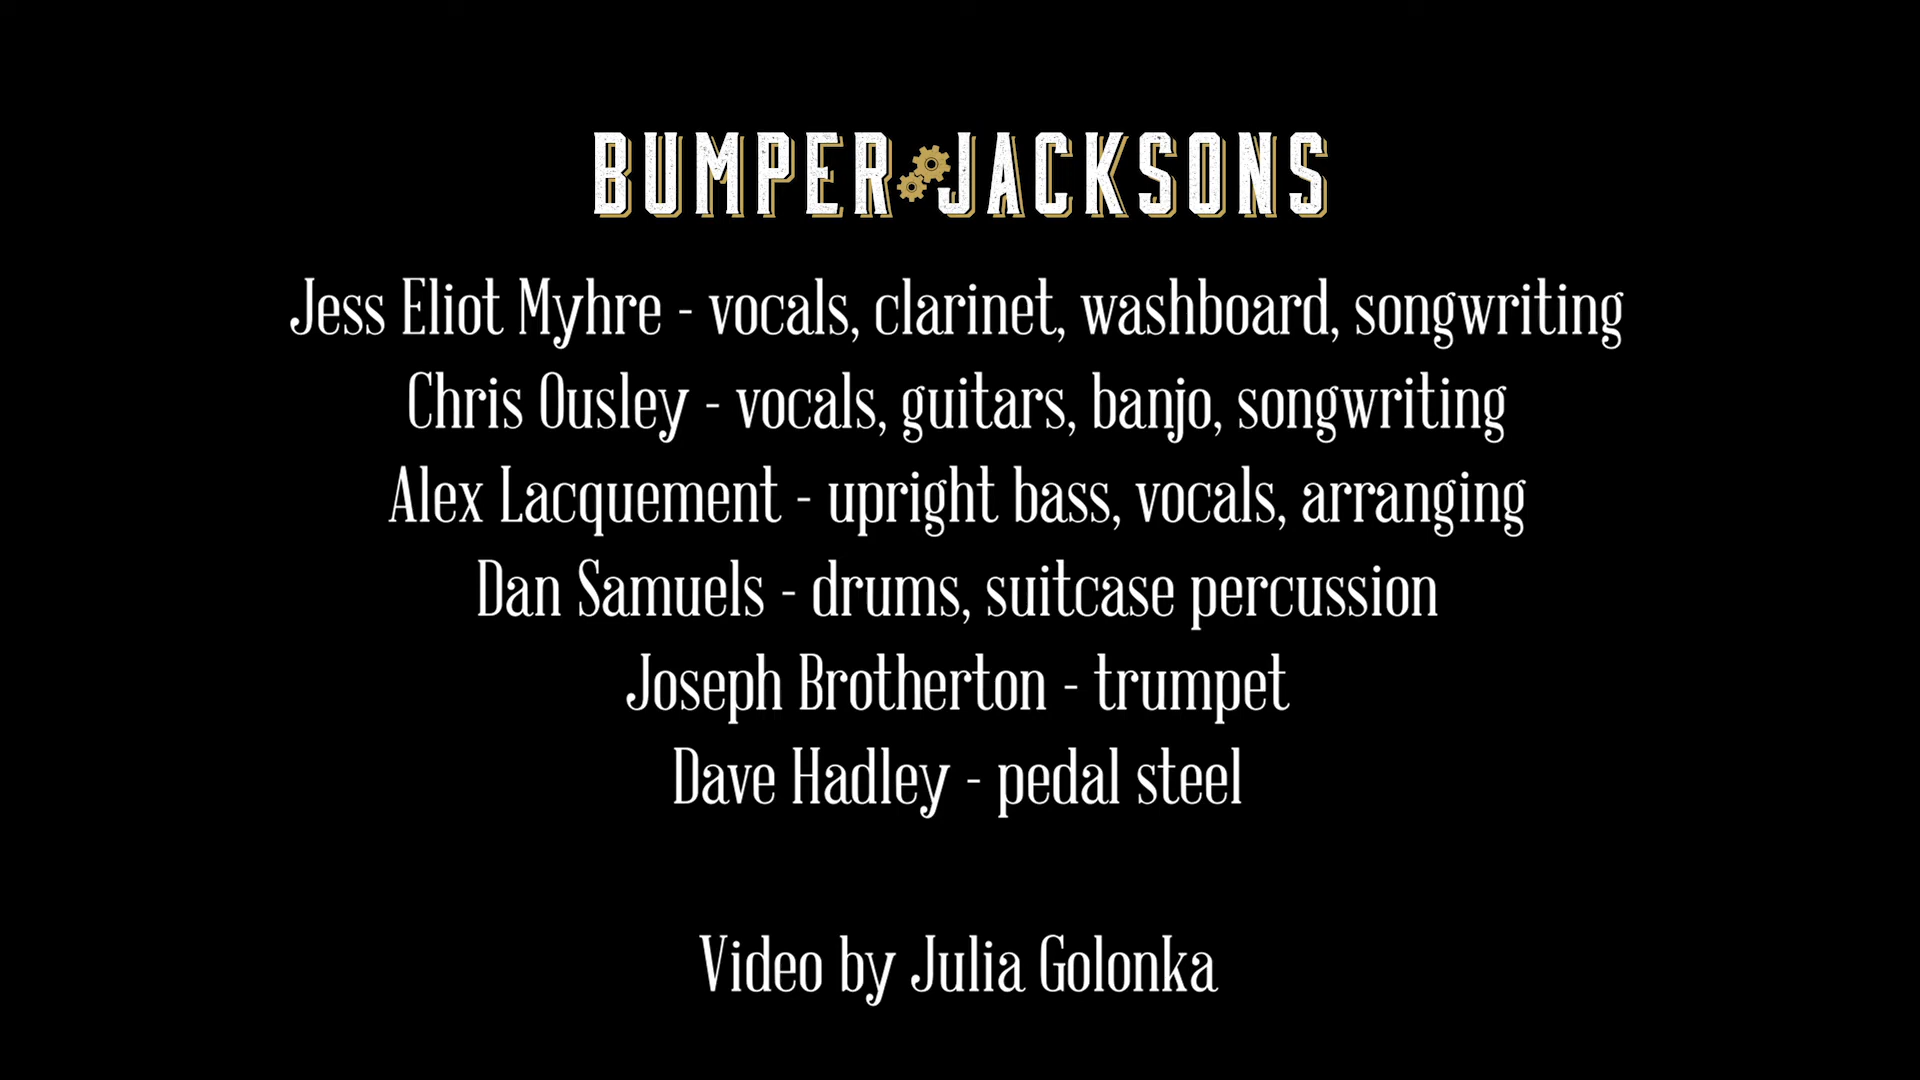 BUMPER JACKSONS
Jess Eliot Myhre - vocals, clarinet, washboard, songwriting
Chris Ousley - vocals, guitars, banjo, songwriting
Alex Lacquement - upright bass, vocals, arranging
Dan Samuels - drums, suitcase percussion
Joseph Brotherton - trumpet
Dave Hadley - pedal steel
Video by Julia Golonka